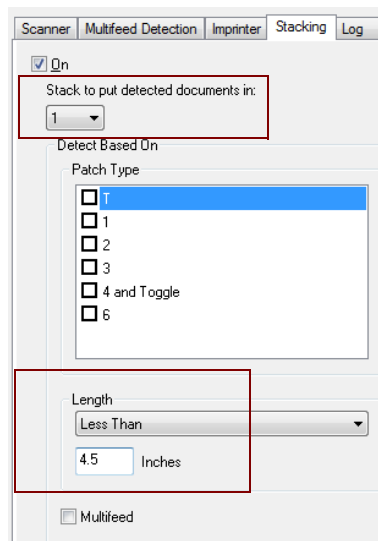 Scanner Multifeed Detection Imprinter Stacking Log
On
Stack to put detected documents in:
1
Detect Based On
Patch Type
T
1
2
3
4 and Toggle
6
Length
Less Than
4.5 Inches
Multifeed